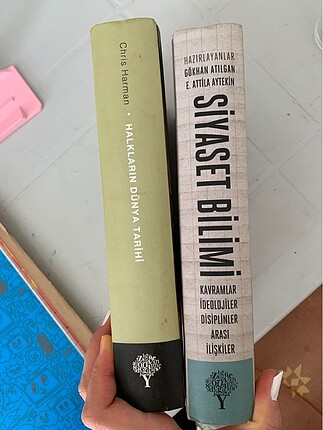 Chris Harman • HALKLARIN DÜNYA TARİHİ
Y
HAZIRLAYANLAR
GÖKHAN ATILGAN
E. ATTİLA AYTEKİN
SİYASET BİLİMİ
KAVRAMLAR
İDEOLOJİLER
DİSİPLİNLER
ARASI
İLİŞKİLER
Y